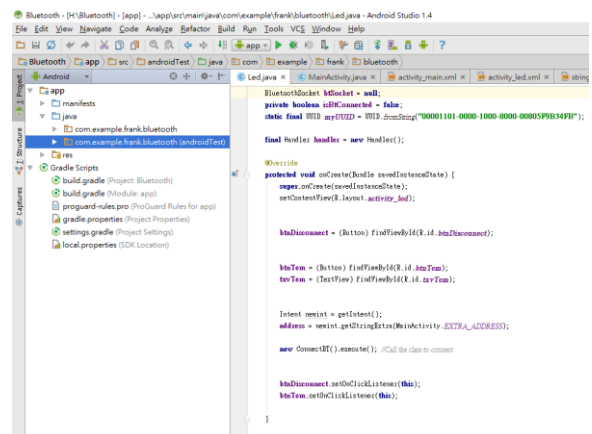 Bluetooth - [H:\Bluetooth] - [app] - ...\app\src\main\java\com\example\frank\bluetooth\Led.java - Android Studio 1.4
File Edit View Navigate Code Analyze Refactor Build Run Tools VCS Window Help
app
Bluetooth app src androidTest java com example frank bluetooth
Android
Led.java MainActivity.java activity_main.xml activity_led.xml string
1: Project
7: Structure
Captures
app
manifests
java
com.example.frank.bluetooth
com.example.frank.bluetooth (androidTest)
res
Gradle Scripts
build.gradle (Project: Bluetooth)
build.gradle (Module: app)
proguard-rules.pro (ProGuard Rules for app)
gradle.properties (Project Properties)
settings.gradle (Project Settings)
local.properties (SDK Location)
BluetoothSocket btSocket = null;
private boolean isBtConnected = false;
static final UUID myUUID = UUID.fromString("00001101-0000-1000-8000-00805F9B34FB");
final Handler handler = new Handler();
@Override
protected void onCreate(Bundle savedInstanceState) {
super.onCreate(savedInstanceState);
setContentView(R.layout.activity_led);
btnDisconnect = (Button) findViewById(R.id.btnDisconnect);
btnTem = (Button) findViewById(R.id.btnTem);
txvTem = (TextView) findViewById(R.id.txvTem);
Intent newint = getIntent();
address = newint.getStringExtra(MainActivity.EXTRA_ADDRESS);
new ConnectBT().execute(); //Call the class to connect
btnDisconnect.setOnClickListener(this);
btnTem.setOnClickListener(this);
}